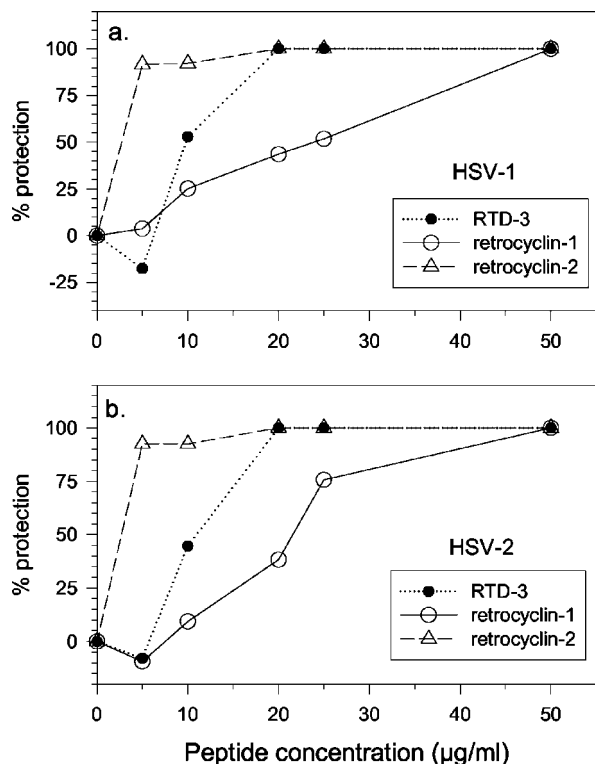 a.
100
75
50
25
0
-25
% protection
HSV-1
RTD-3
retrocyclin-1
retrocyclin-2
0 10 20 30 40 50
b.
100
75
50
25
0
% protection
HSV-2
RTD-3
retrocyclin-1
retrocyclin-2
0 10 20 30 40 50
Peptide concentration (µg/ml)